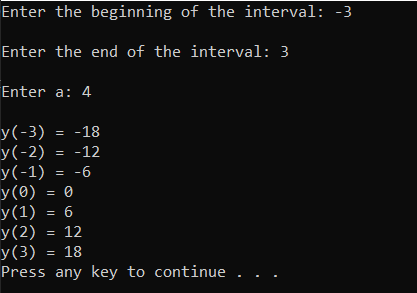 Enter the beginning of the interval: -3
Enter the end of the interval: 3
Enter a: 4
y(-3) = -18
y(-2) = -12
y(-1) = -6
y(0) = 0
y(1) = 6
y(2) = 12
y(3) = 18
Press any key to continue . . .